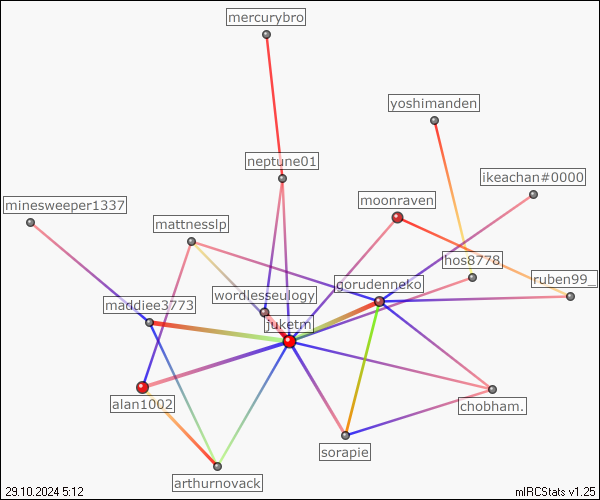 mercurybro
yoshimanden
neptune01
ikeachan#0000
moonraven
minesweeper1337
mattnesslp
hos8778
ruben99_
gorudenneko
wordlesseulogy
maddiee3773
juketm
alan1002
chobham.
sorapie
arthurnovack
29.10.2024 5:12
mIRCStats v1.25